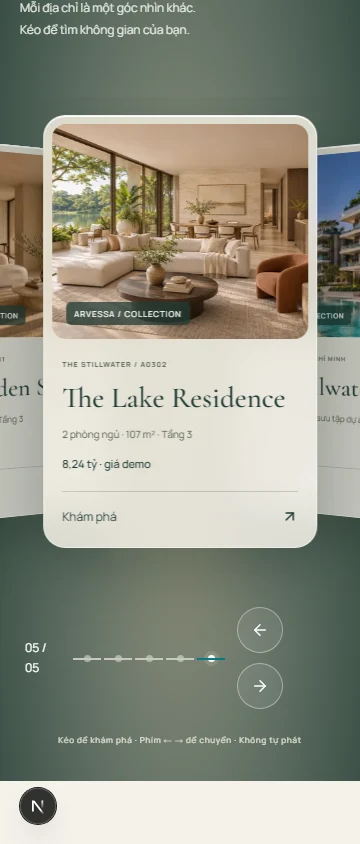 Mỗi địa chỉ là một góc nhìn khác.
Kéo để tìm không gian của bạn.
ARVESSA / COLLECTION
THE STILLWATER / A0302
The Lake Residence
2 phòng ngủ · 107 m² · Tầng 3
8,24 tỷ · giá demo
Khám phá
05 /
05
Kéo để khám phá · Phím ← → để chuyển · Không tự phát
N